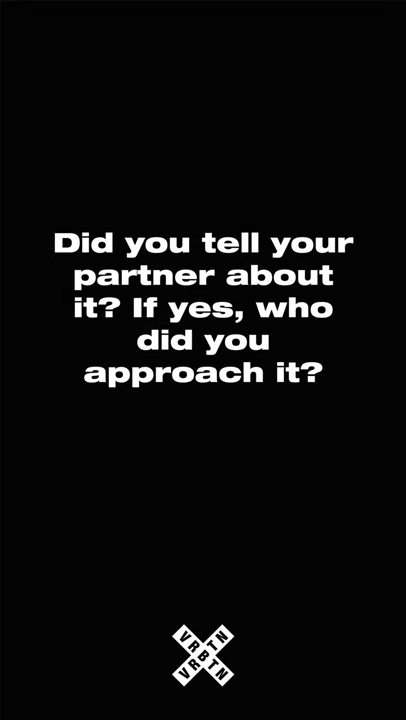 Did you tell your
partner about
it? If yes, who
did you
approach it?
VRBTN
VRBTN